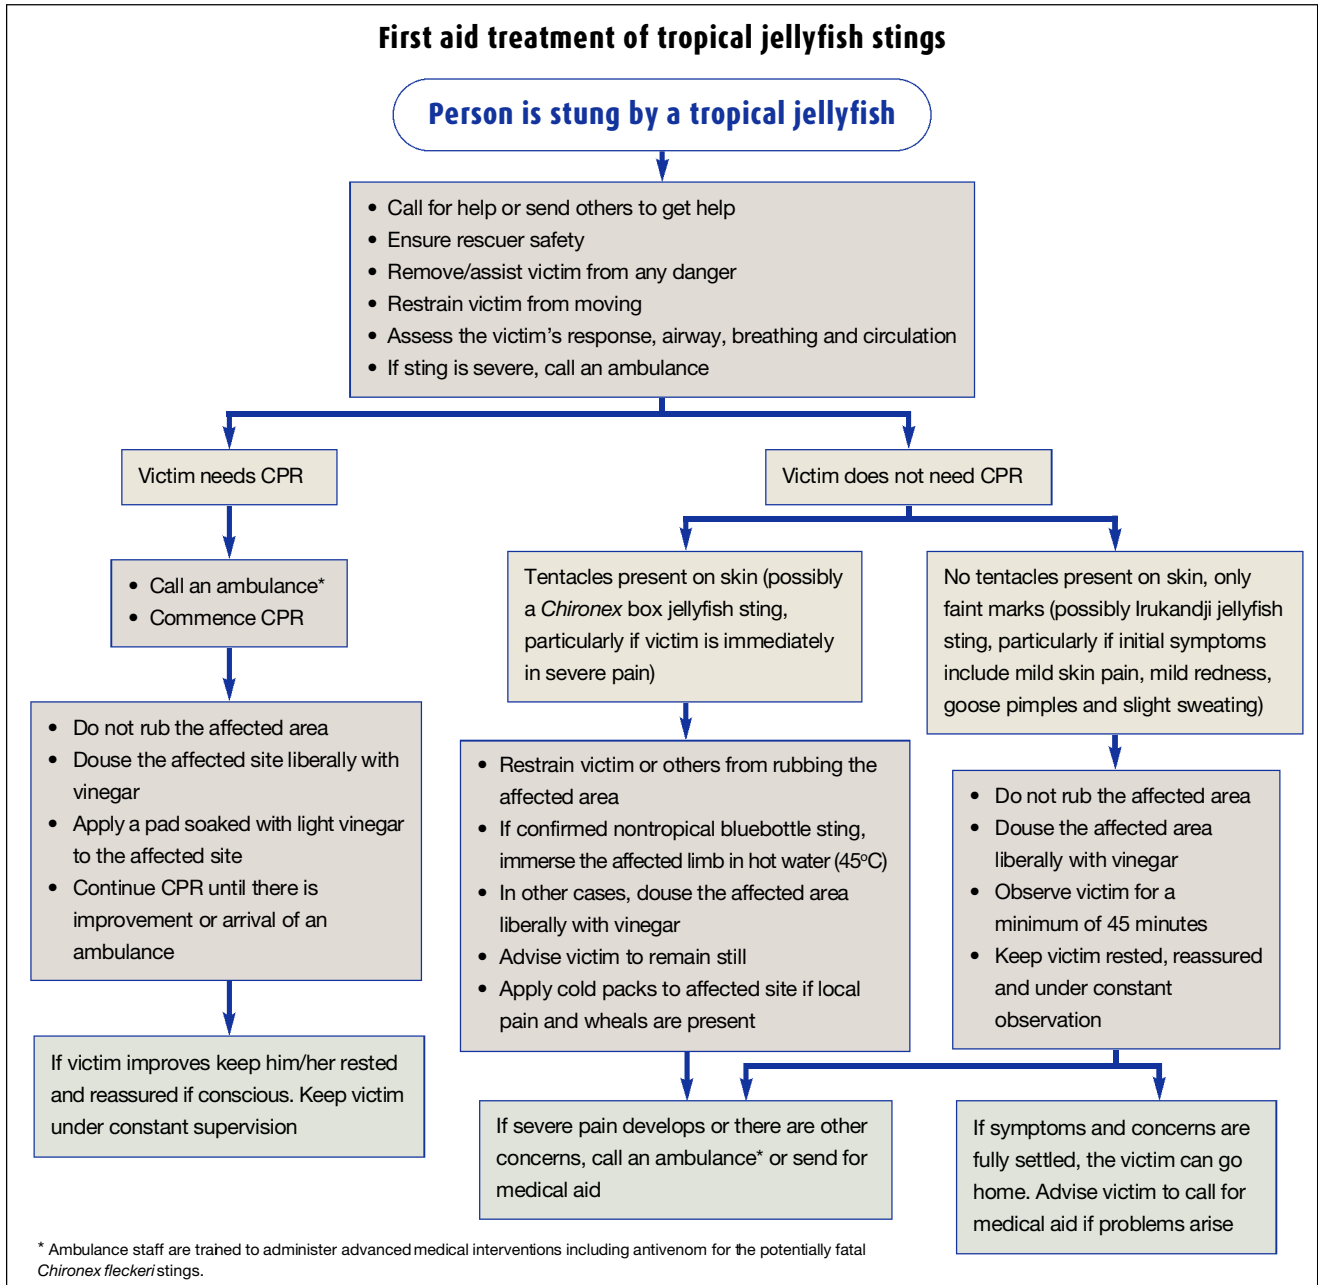 First aid treatment of tropical jellyfish stings
Person is stung by a tropical jellyfish
• Call for help or send others to get help
• Ensure rescuer safety
• Remove/assist victim from any danger
• Restrain victim from moving
• Assess the victim's response, airway, breathing and circulation
• If sting is severe, call an ambulance
Victim needs CPR
• Call an ambulance*
• Commence CPR
• Do not rub the affected area
• Douse the affected site liberally with
vinegar
• Apply a pad soaked with light vinegar
to the affected site
• Continue CPR until there is
improvement or arrival of an
ambulance
If victim improves keep him/her rested
and reassured if conscious. Keep victim
under constant supervision
Victim does not need CPR
Tentacles present on skin (possibly
a Chironex box jellyfish sting,
particularly if victim is immediately
in severe pain)
• Restrain victim or others from rubbing the
affected area
• If confirmed nontropical bluebottle sting,
immerse the affected limb in hot water (45°C)
• In other cases, douse the affected area
liberally with vinegar
• Advise victim to remain still
• Apply cold packs to affected site if local
pain and wheals are present
No tentacles present on skin, only
faint marks (possibly Irukandji jellyfish
sting, particularly if initial symptoms
include mild skin pain, mild redness,
goose pimples and slight sweating)
• Do not rub the affected area
• Douse the affected area
liberally with vinegar
• Observe victim for a
minimum of 45 minutes
• Keep victim rested, reassured
and under constant
observation
If severe pain develops or there are other
concerns, call an ambulance* or send for
medical aid
If symptoms and concerns are
fully settled, the victim can go
home. Advise victim to call for
medical aid if problems arise
* Ambulance staff are trained to administer advanced medical interventions including antivenom for the potentially fatal
Chironex fleckeri stings.